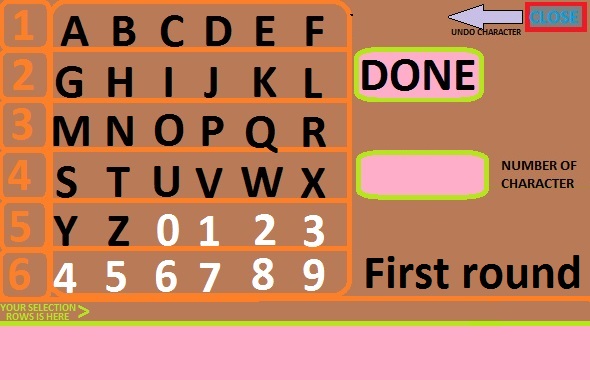 1 A B C D E F
UNDO CHARACTER
CLOSE
2 G H I J K L
DONE
3 M N O P Q R
4 S T U V W X
NUMBER OF
CHARACTER
5 Y Z 0 1 2 3
6 4 5 6 7 8 9
First round
YOUR SELECTION
ROWS IS HERE >